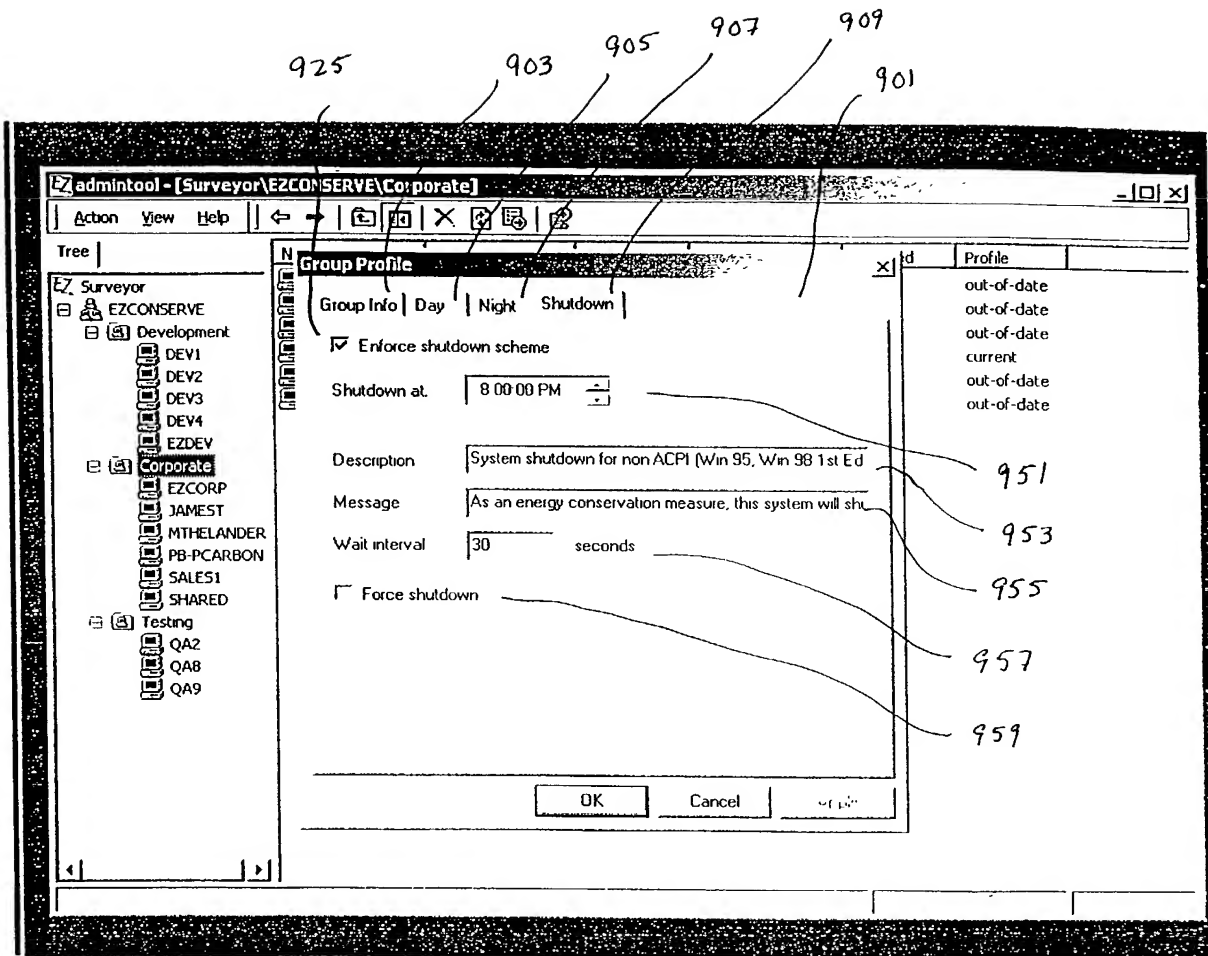 925
903
905
907
909
901
EZ admintool - [Surveyor\EZCONSERVE\Corporate]
Action View Help
Tree
N
d
Profile
EZ Surveyor
EZCONSERVE
Development
DEV1
DEV2
DEV3
DEV4
EZDEV
Corporate
EZCORP
JAMEST
MTHELANDER
PB-PCARBON
SALES1
SHARED
Testing
QA2
QA8
QA9
Group Profile
Group Info Day Night Shutdown
Enforce shutdown scheme
Shutdown at. 8 00 00 PM
Description System shutdown for non ACPI (Win 95, Win 98 1st Ed
Message As an energy conservation measure, this system will shu
Wait interval 30 seconds
Force shutdown
OK Cancel
out-of-date
out-of-date
out-of-date
current
out-of-date
out-of-date
951
953
955
957
959